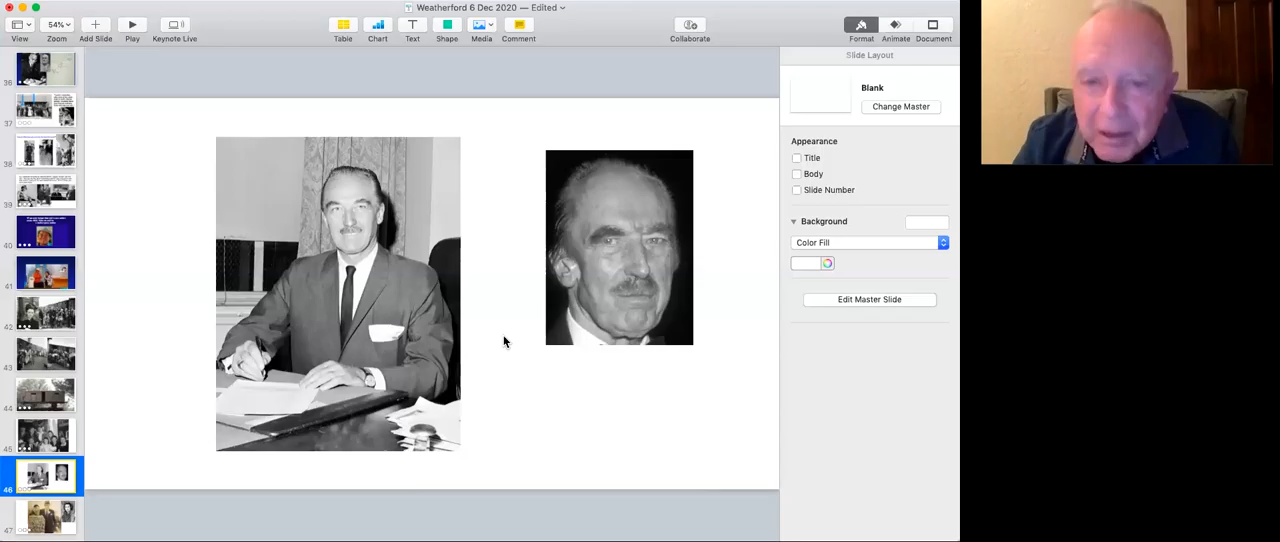 Weatherford 6 Dec 2020 — Edited
54%
View
Zoom
Add Slide
Play
Keynote Live
Table
Chart
Text
Shape
Media
Comment
Collaborate
Format
Animate
Document
Slide Layout
Blank
Change Master
Appearance
Title
Body
Slide Number
Background
Color Fill
Edit Master Slide
36
37
38
39
40
41
42
43
44
45
46
47